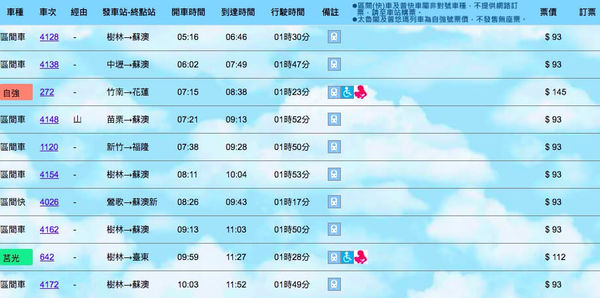 車種 車次 經由 發車站-終點站 開車時間 到達時間 行駛時間 備註 ●區間(快)車及普快車屬非對號車種，不提供網路訂票，請至車站購票。 ●太魯閣及普悠瑪列車為自強號票價，不發售無座票。 票價 訂票
區間車 4128 - 樹林→蘇澳 05:16 06:46 01時30分 $ 93
區間車 4138 - 中壢→蘇澳 06:02 07:49 01時47分 $ 93
自強 272 - 竹南→花蓮 07:15 08:38 01時23分 $ 145
區間車 4148 山 苗栗→蘇澳 07:21 09:13 01時52分 $ 93
區間車 1120 - 新竹→福隆 07:38 09:28 01時50分 $ 93
區間車 4154 - 樹林→蘇澳 08:11 10:04 01時53分 $ 93
區間快 4026 - 鶯歌→蘇澳新 08:26 09:43 01時17分 $ 93
區間車 4162 - 樹林→蘇澳 09:13 11:03 01時50分 $ 93
莒光 642 - 樹林→臺東 09:59 11:27 01時28分 $ 112
區間車 4172 - 樹林→蘇澳 10:03 11:52 01時49分 $ 93